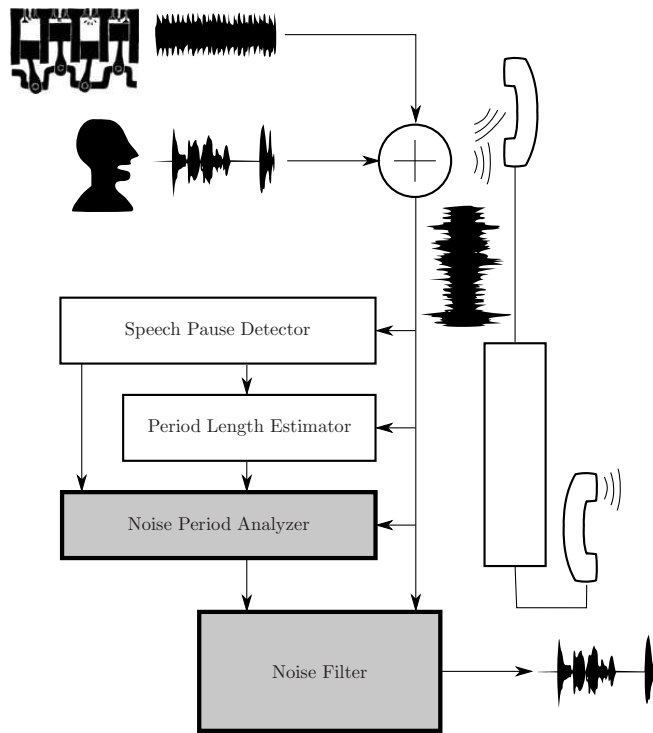 Speech Pause Detector
Period Length Estimator
Noise Period Analyzer
Noise Filter